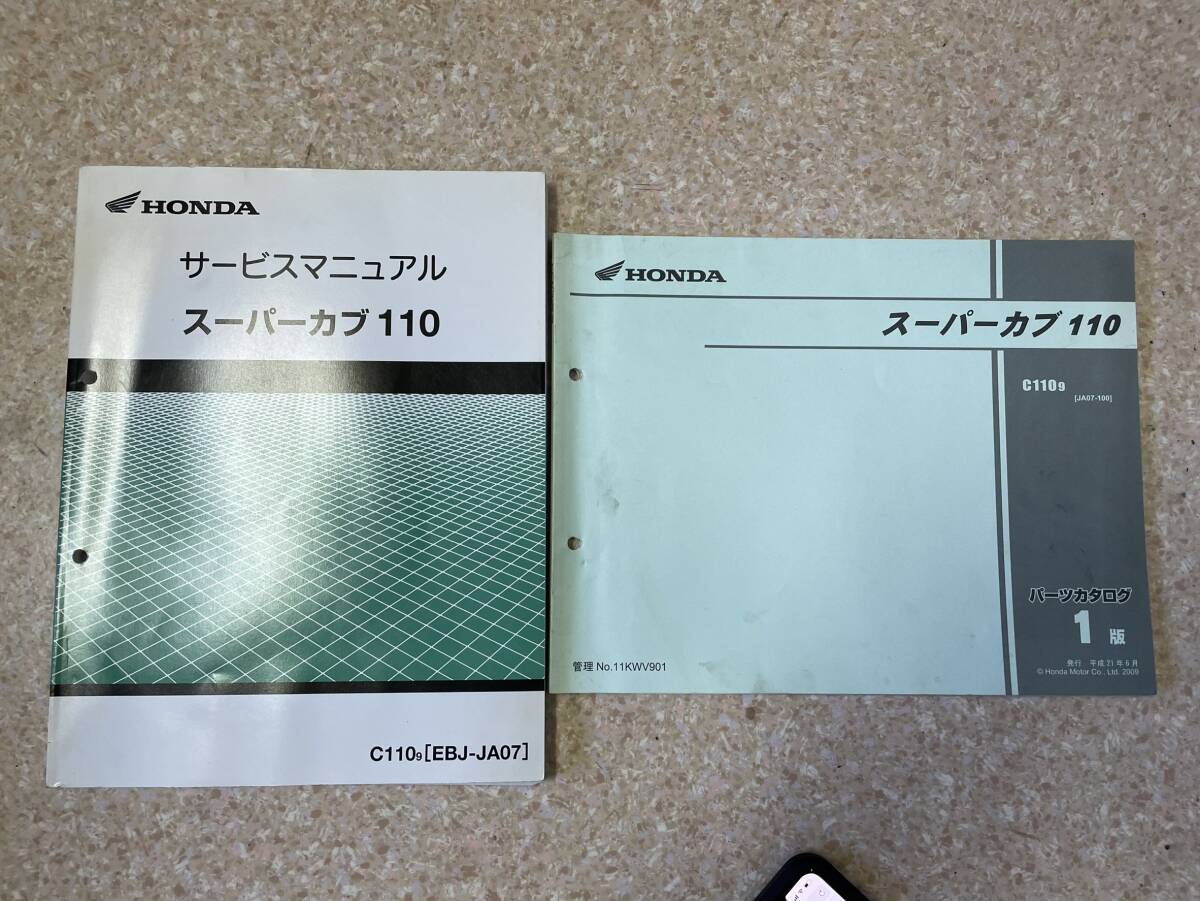 HONDA
サービスマニュアル
スーパーカブ 110
C1109 [EBJ-JA07]
HONDA
スーパーカブ 110
C1109
[JA07-100]
パーツカタログ
1 版
管理 No.11KWV901
発行 平成 21 年 6 月
© Honda Motor Co., Ltd. 2009